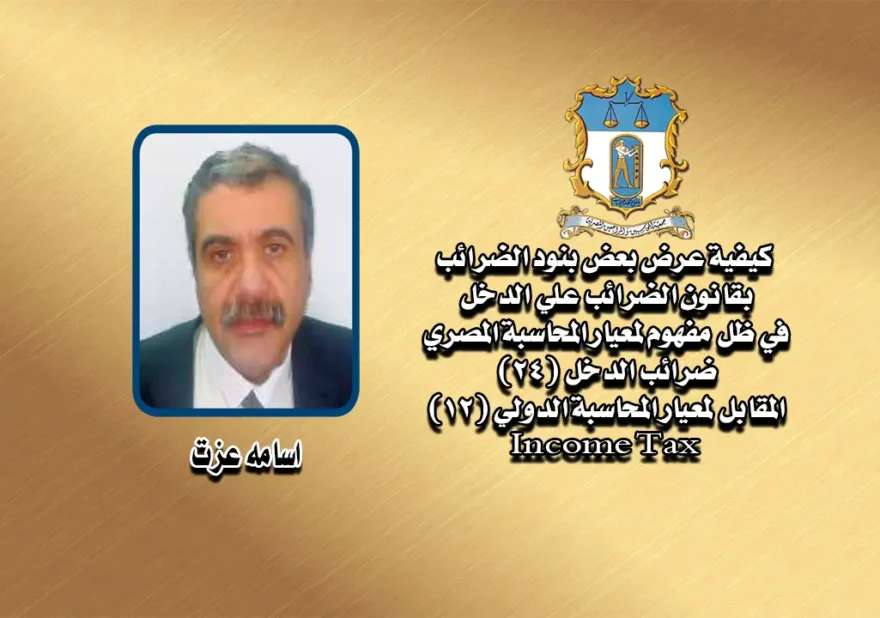 كيفية عرض بعض بنود الضرائب
بقانون الضرائب علي الدخل
في ظل مفهوم لمعيار المحاسبة المصري
ضرائب الدخل (٢٤)
المقابل لمعيار المحاسبة الدولي (١٢)
Income Tax
اسامه عزت